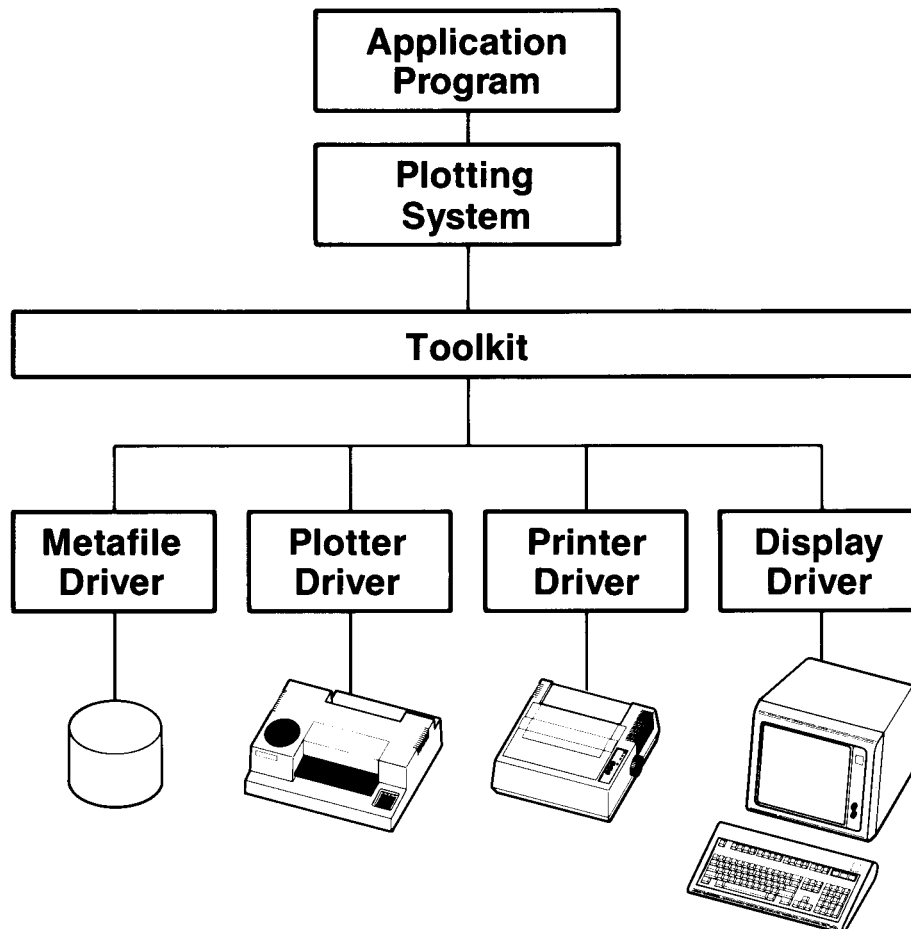 Application
Program
Plotting
System
Toolkit
Metafile
Driver
Plotter
Driver
Printer
Driver
Display
Driver